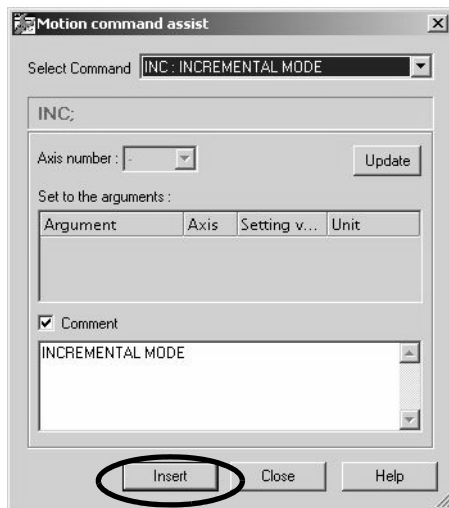 Motion command assist
Select Command INC : INCREMENTAL MODE
INC;
Axis number : -
Update
Set to the arguments :
Argument Axis Setting v... Unit
Comment
INCREMENTAL MODE
Insert Close Help